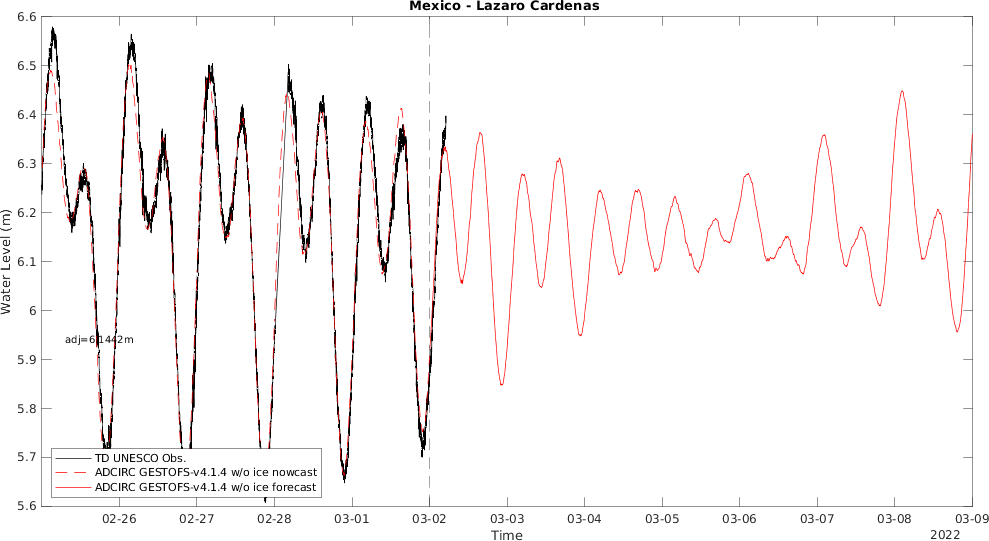 Mexico - Lazaro Cardenas
6.6
6.5
6.4
6.3
6.2
6.1
6
5.9
5.8
5.7
5.6
Water Level (m)
adj=6.1442m
TD UNESCO Obs.
ADCIRC GESTOFS-v4.1.4 w/o ice nowcast
ADCIRC GESTOFS-v4.1.4 w/o ice forecast
02-26 02-27 02-28 03-01 03-02 03-03 03-04 03-05 03-06 03-07 03-08 03-09
Time
2022